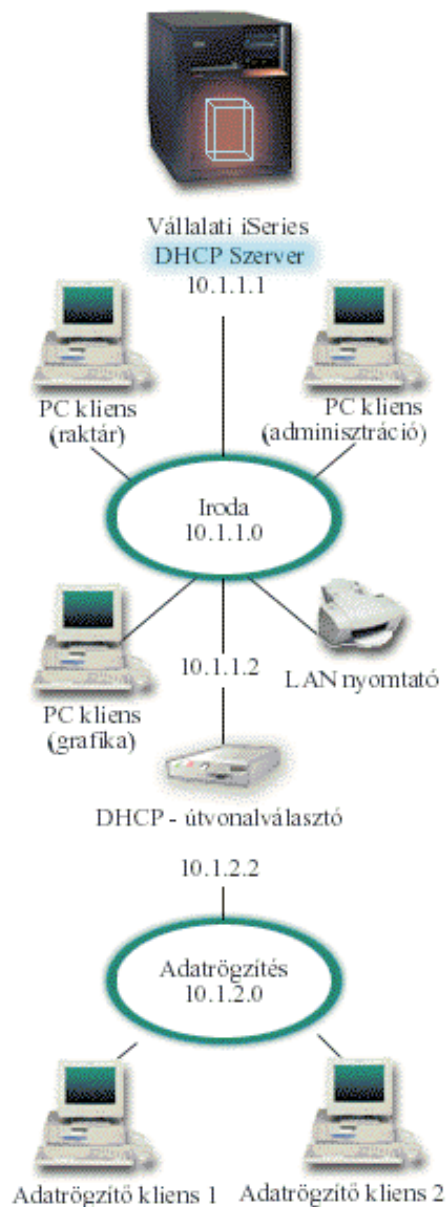 Vállalati iSeries
DHCP Szerver
10.1.1.1
PC kliens
(raktár)
PC kliens
(adminisztráció)
Iroda
10.1.1.0
PC kliens
(grafika)
10.1.1.2
LAN nyomtató
DHCP - útvonalválasztó
10.1.2.2
Adatrögzítés
10.1.2.0
Adatrögzítő kliens 1
Adatrögzítő kliens 2